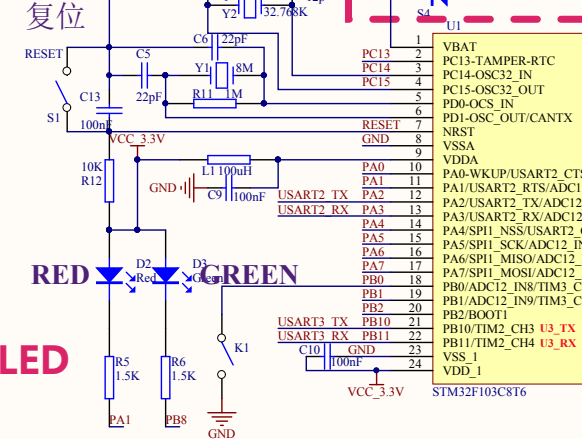 复位
Y2
32.768K
S4
U1
RESET
C5
C6
22pF
Y1
8M
R11
1M
22pF
C13
100nF
S1
VCC_3.3V
10K
R12
L1
100uH
GND
C9
100nF
PC13
PC14
PC15
RESET
GND
PA0
PA1
USART2_TX
PA2
USART2_RX
PA3
PA4
PA5
PA6
PA7
PB0
PB1
PB2
USART3_TX
PB10
USART3_RX
PB11
1 VBAT
2 PC13-TAMPER-RTC
3 PC14-OSC32_IN
4 PC15-OSC32_OUT
5 PD0-OCS_IN
6 PD1-OSC_OUT/CANTX
7 NRST
8 VSSA
9 VDDA
10 PA0-WKUP/USART2_CTS
11 PA1/USART2_RTS/ADC1
12 PA2/USART2_TX/ADC12
13 PA3/USART2_RX/ADC12
14 PA4/SPI1_NSS/USART2_
15 PA5/SPI1_SCK/ADC12_IN
16 PA6/SPI1_MISO/ADC12
17 PA7/SPI1_MOSI/ADC12
18 PB0/ADC12_IN8/TIM3_C
19 PB1/ADC12_IN9/TIM3_C
20 PB2/BOOT1
21 PB10/TIM2_CH3 U3_TX
22 PB11/TIM2_CH4 U3_RX
23 VSS_1
24 VDD_1
STM32F103C8T6
RED
D2
Red
D3
Green
GREEN
LED
R5
1.5K
R6
1.5K
PA1
PB8
K1
GND
C10
GND
100nF
VCC_3.3V